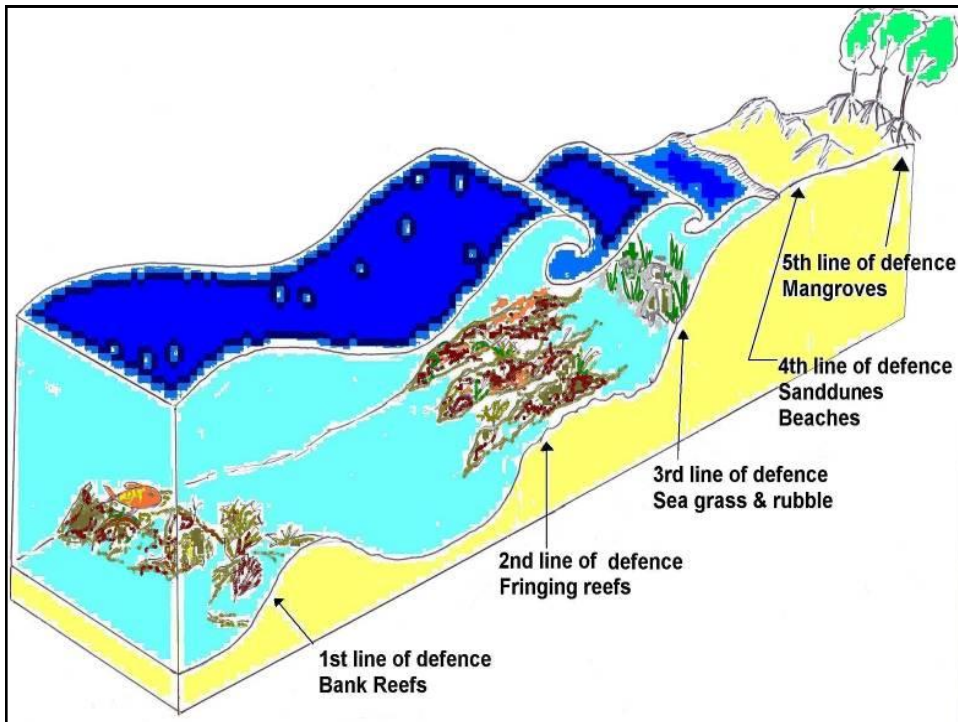 5th line of defence
Mangroves
4th line of defence
Sanddunes
Beaches
3rd line of defence
Sea grass & rubble
2nd line of defence
Fringing reefs
1st line of defence
Bank Reefs